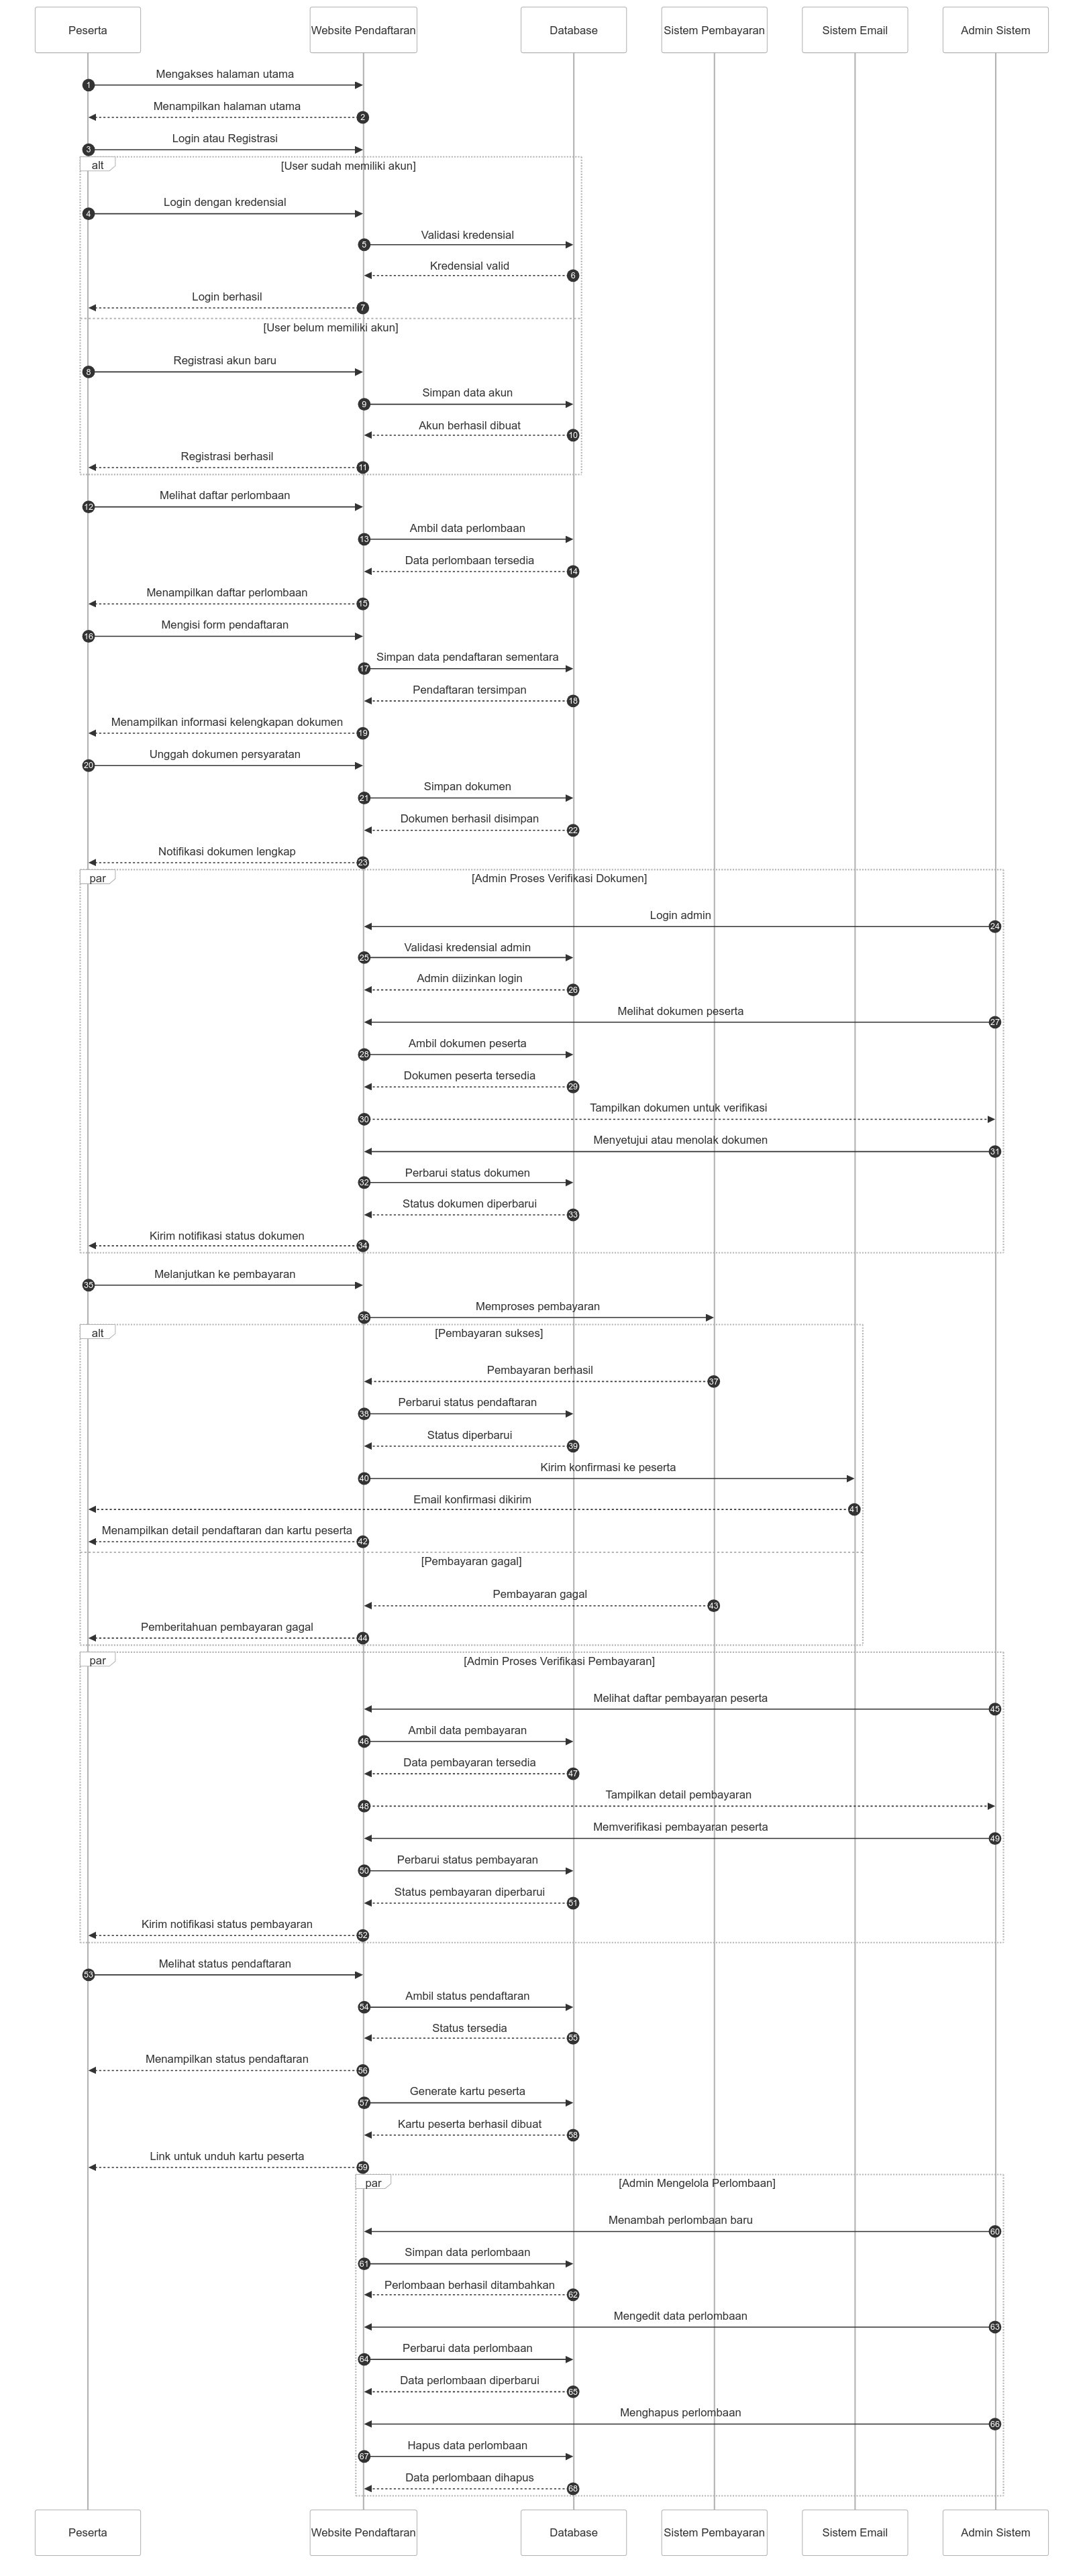 Peserta
Website Pendaftaran
Database
Sistem Pembayaran
Sistem Email
Admin Sistem
Mengakses halaman utama
1
Menampilkan halaman utama
2
Login atau Registrasi
3
alt
[User sudah memiliki akun]
Login dengan kredensial
4
Validasi kredensial
5
Kredensial valid
6
Login berhasil
7
[User belum memiliki akun]
Registrasi akun baru
8
Simpan data akun
9
Akun berhasil dibuat
10
Registrasi berhasil
11
Melihat daftar perlombaan
12
Ambil data perlombaan
13
Data perlombaan tersedia
14
Menampilkan daftar perlombaan
15
Mengisi form pendaftaran
16
Simpan data pendaftaran sementara
17
Pendaftaran tersimpan
18
Menampilkan informasi kelengkapan dokumen
19
Unggah dokumen persyaratan
20
Simpan dokumen
21
Dokumen berhasil disimpan
22
Notifikasi dokumen lengkap
23
par
[Admin Proses Verifikasi Dokumen]
Login admin
24
Validasi kredensial admin
25
Admin diizinkan login
26
Melihat dokumen peserta
27
Ambil dokumen peserta
28
Dokumen peserta tersedia
29
Tampilkan dokumen untuk verifikasi
30
Menyetujui atau menolak dokumen
31
Perbarui status dokumen
32
Status dokumen diperbarui
33
Kirim notifikasi status dokumen
34
Melanjutkan ke pembayaran
35
Memproses pembayaran
36
alt
[Pembayaran sukses]
Pembayaran berhasil
37
Perbarui status pendaftaran
38
Status diperbarui
39
Kirim konfirmasi ke peserta
40
Email konfirmasi dikirim
41
Menampilkan detail pendaftaran dan kartu peserta
42
[Pembayaran gagal]
Pembayaran gagal
43
Pemberitahuan pembayaran gagal
44
par
[Admin Proses Verifikasi Pembayaran]
Melihat daftar pembayaran peserta
45
Ambil data pembayaran
46
Data pembayaran tersedia
47
Tampilkan detail pembayaran
48
Memverifikasi pembayaran peserta
49
Perbarui status pembayaran
50
Status pembayaran diperbarui
51
Kirim notifikasi status pembayaran
52
Melihat status pendaftaran
53
Ambil status pendaftaran
54
Status tersedia
55
Menampilkan status pendaftaran
56
Generate kartu peserta
57
Kartu peserta berhasil dibuat
58
Link untuk unduh kartu peserta
59
par
[Admin Mengelola Perlombaan]
Menambah perlombaan baru
60
Simpan data perlombaan
61
Perlombaan berhasil ditambahkan
62
Mengedit data perlombaan
63
Perbarui data perlombaan
64
Data perlombaan diperbarui
65
Menghapus perlombaan
66
Hapus data perlombaan
67
Data perlombaan dihapus
68
Peserta
Website Pendaftaran
Database
Sistem Pembayaran
Sistem Email
Admin Sistem